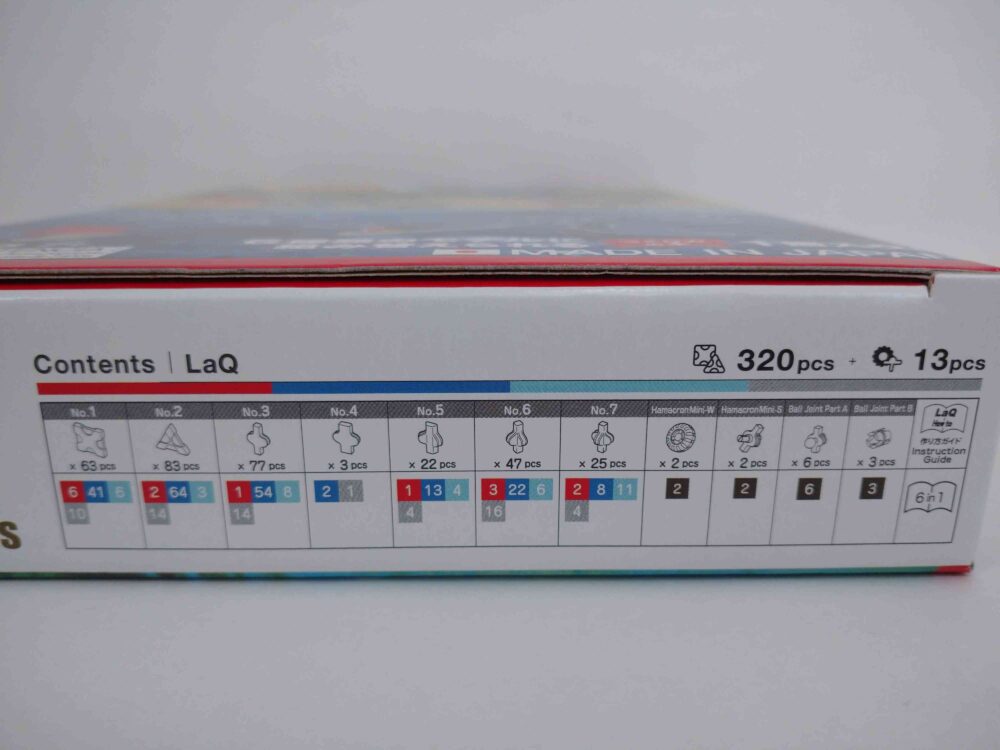 MADE IN JAPAN
Contents | LaQ 320pcs + 13pcs
No.1 No.2 No.3 No.4 No.5 No.6 No.7 HamacronMini-W HamacronMini-S Ball Joint Part A Ball Joint Part B LaQ
How to
作り方ガイド
Instruction
Guide
× 63 pcs × 83 pcs × 77 pcs × 3 pcs × 22 pcs × 47 pcs × 25 pcs × 2 pcs × 2 pcs × 6 pcs × 3 pcs
6 41 6 2 64 3 1 54 8 2 1 1 13 4 3 22 6 2 8 11 2 2 6 3 6 in 1
10 14 14 4 16 4
S